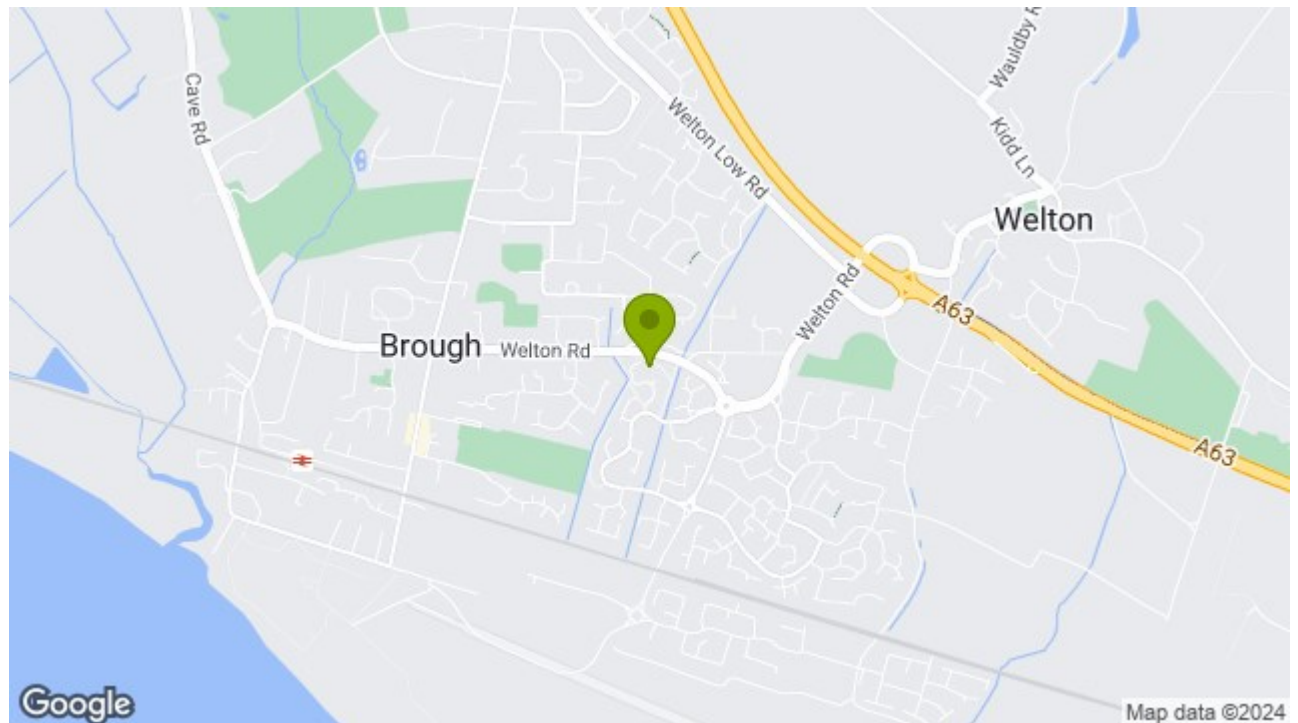 Wauldby R
Cave Rd
Welton Low Rd
Kidd Ln
Welton
Welton Rd
A63
Brough
Welton Rd
A63
Google
Map data ©2024